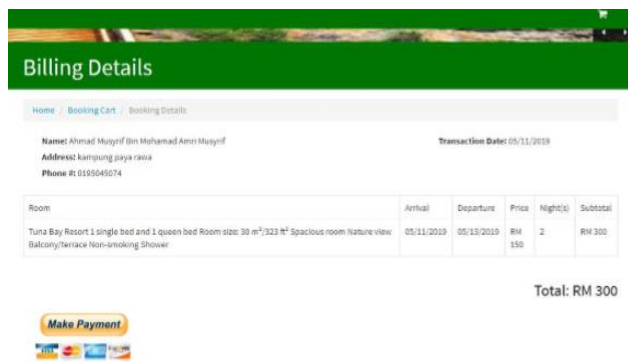 Billing Details
Home / Booking Cart / Booking Details
Name: Ahmad Musyrif Bin Mohamad Amri Musyrif
Transaction Date: 05/11/2019
Address: kampung paya rawa
Phone #: 0195045074
Room Arrival Departure Price Night(s) Subtotal
Tuna Bay Resort 1 single bed and 1 queen bed Room size: 30 m²/323 ft² Spacious room Nature view 05/11/2019 05/13/2019 RM 2 RM 300
Balcony/terrace Non-smoking Shower 150
Total: RM 300
Make Payment